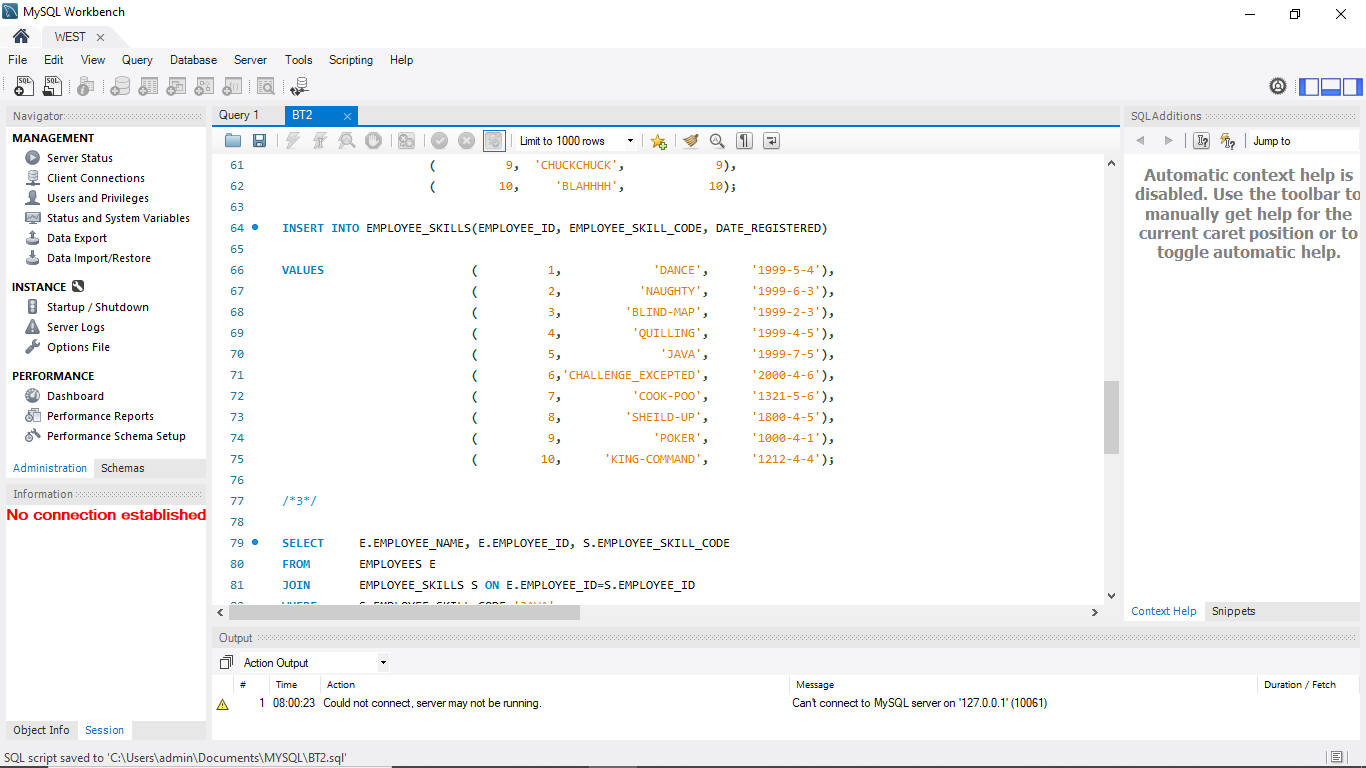 MySQL Workbench
WEST
File Edit View Query Database Server Tools Scripting Help
Navigator
MANAGEMENT
Server Status
Client Connections
Users and Privileges
Status and System Variables
Data Export
Data Import/Restore
INSTANCE
Startup / Shutdown
Server Logs
Options File
PERFORMANCE
Dashboard
Performance Reports
Performance Schema Setup
Administration Schemas
Information
No connection established
Object Info Session
Query 1 BT2
Limit to 1000 rows
61 ( 9, 'CHUCKCHUCK', 9),
62 ( 10, 'BLAHHHH', 10);
63
64 INSERT INTO EMPLOYEE_SKILLS(EMPLOYEE_ID, EMPLOYEE_SKILL_CODE, DATE_REGISTERED)
65
66 VALUES ( 1, 'DANCE', '1999-5-4'),
67 ( 2, 'NAUGHTY', '1999-6-3'),
68 ( 3, 'BLIND-MAP', '1999-2-3'),
69 ( 4, 'QUILLING', '1999-4-5'),
70 ( 5, 'JAVA', '1999-7-5'),
71 ( 6,'CHALLENGE_EXCEPTED', '2000-4-6'),
72 ( 7, 'COOK-POO', '1321-5-6'),
73 ( 8, 'SHEILD-UP', '1800-4-5'),
74 ( 9, 'POKER', '1000-4-1'),
75 ( 10, 'KING-COMMAND', '1212-4-4');
76
77 /*3*/
78
79 SELECT E.EMPLOYEE_NAME, E.EMPLOYEE_ID, S.EMPLOYEE_SKILL_CODE
80 FROM EMPLOYEES E
81 JOIN EMPLOYEE_SKILLS S ON E.EMPLOYEE_ID=S.EMPLOYEE_ID
SQLAdditions
Jump to
Automatic context help is
disabled. Use the toolbar to
manually get help for the
current caret position or to
toggle automatic help.
Context Help Snippets
Output
Action Output
# Time Action Message Duration / Fetch
1 08:00:23 Could not connect, server may not be running. Can't connect to MySQL server on '127.0.0.1' (10061)
SQL script saved to 'C:\Users\admin\Documents\MYSQL\BT2.sql'